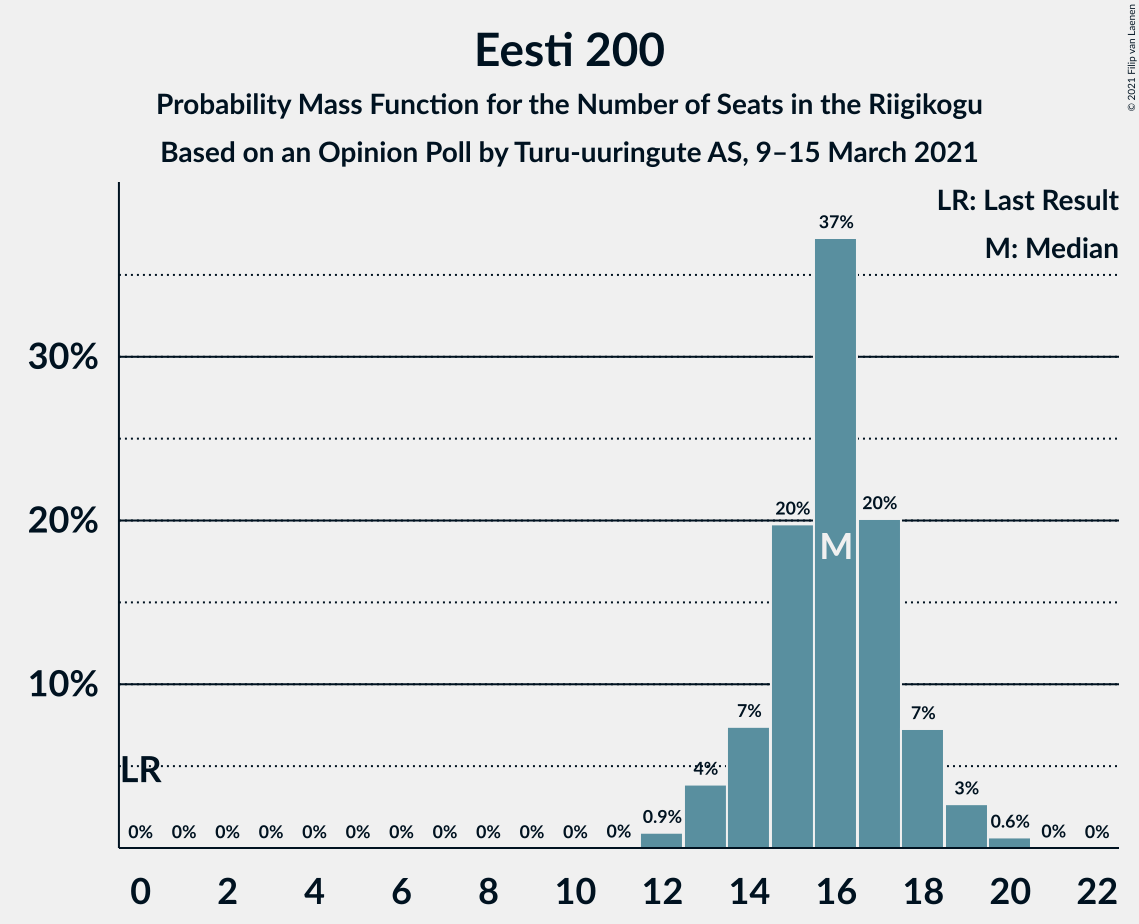 Eesti 200
Probability Mass Function for the Number of Seats in the Riigikogu
Based on an Opinion Poll by Turu-uuringute AS, 9–15 March 2021
© 2021 Filip van Laenen
LR: Last Result
M: Median
30%
20%
10%
LR
0% 0% 0% 0% 0% 0% 0% 0% 0% 0% 0% 0% 0.9% 4% 7% 20% 37% 20% 7% 3% 0.6% 0% 0%
M
0 2 4 6 8 10 12 14 16 18 20 22